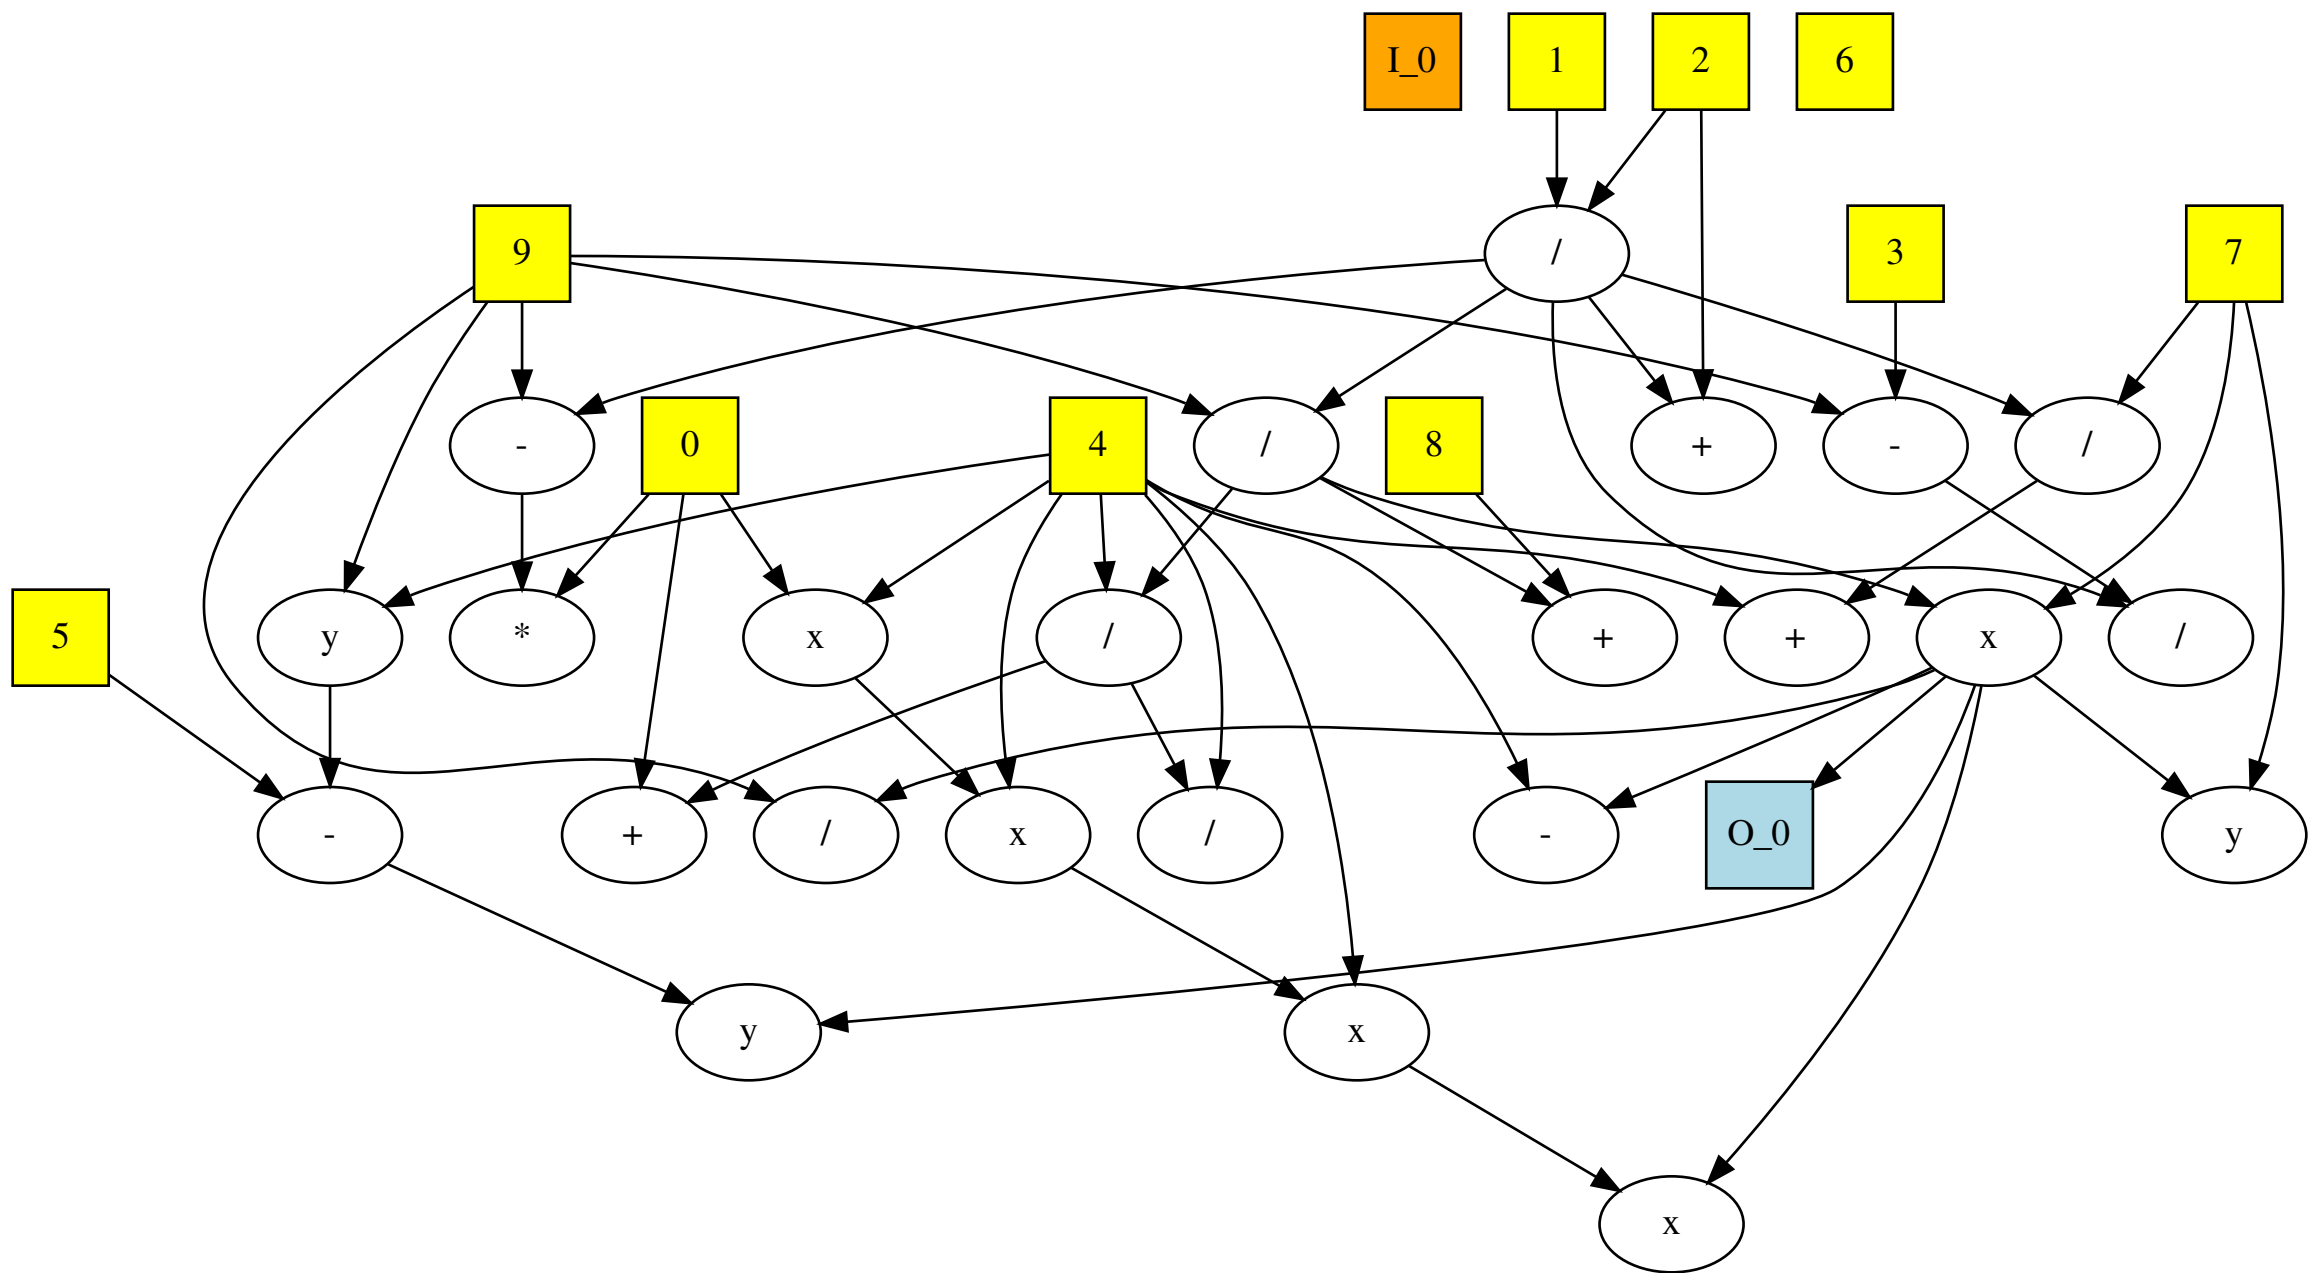 I_0 1 2 6
9 / 3 7
- 0 4 / 8 + - /
5 y * x / + + x /
- + / x / - O_0 y
y x
x